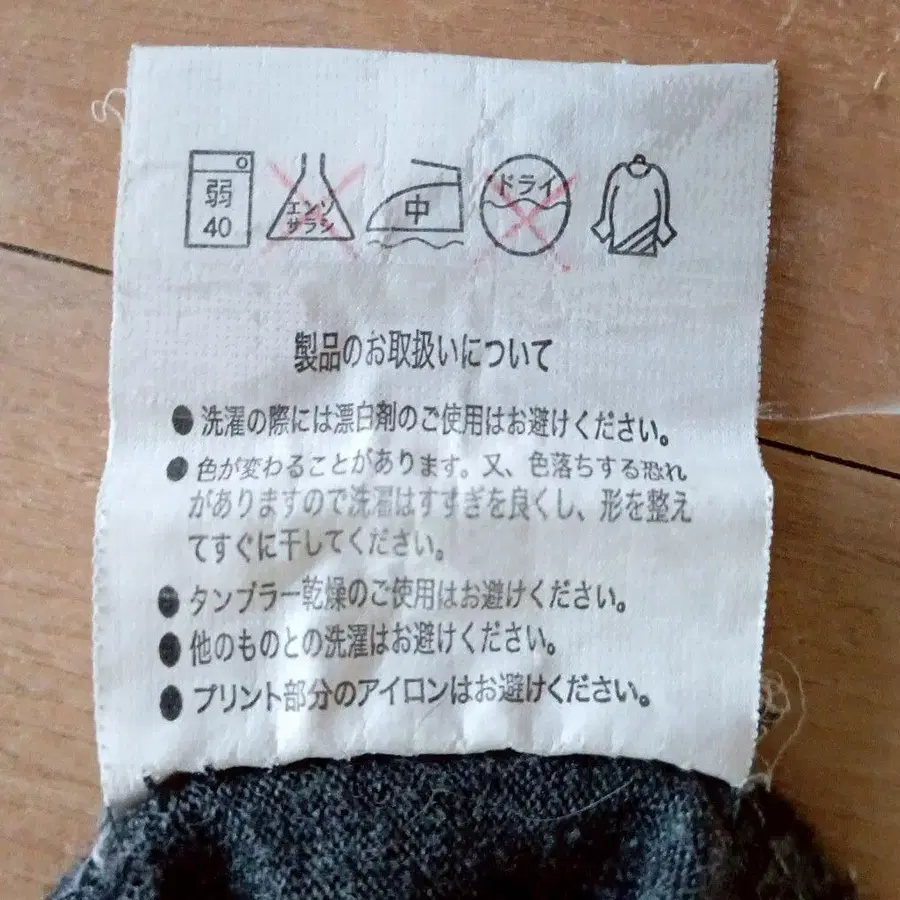 弱
40
エンソ
サラシ
中
ドライ
製品のお取扱いについて
●洗濯の際には漂白剤のご使用はお避けください。
●色が変わることがあります。又、色落ちする恐れ
がありますので洗濯はすすぎを良くし、形を整え
てすぐに干してください。
●タンブラー乾燥のご使用はお避けください。
●他のものとの洗濯はお避けください。
●プリント部分のアイロンはお避けください。